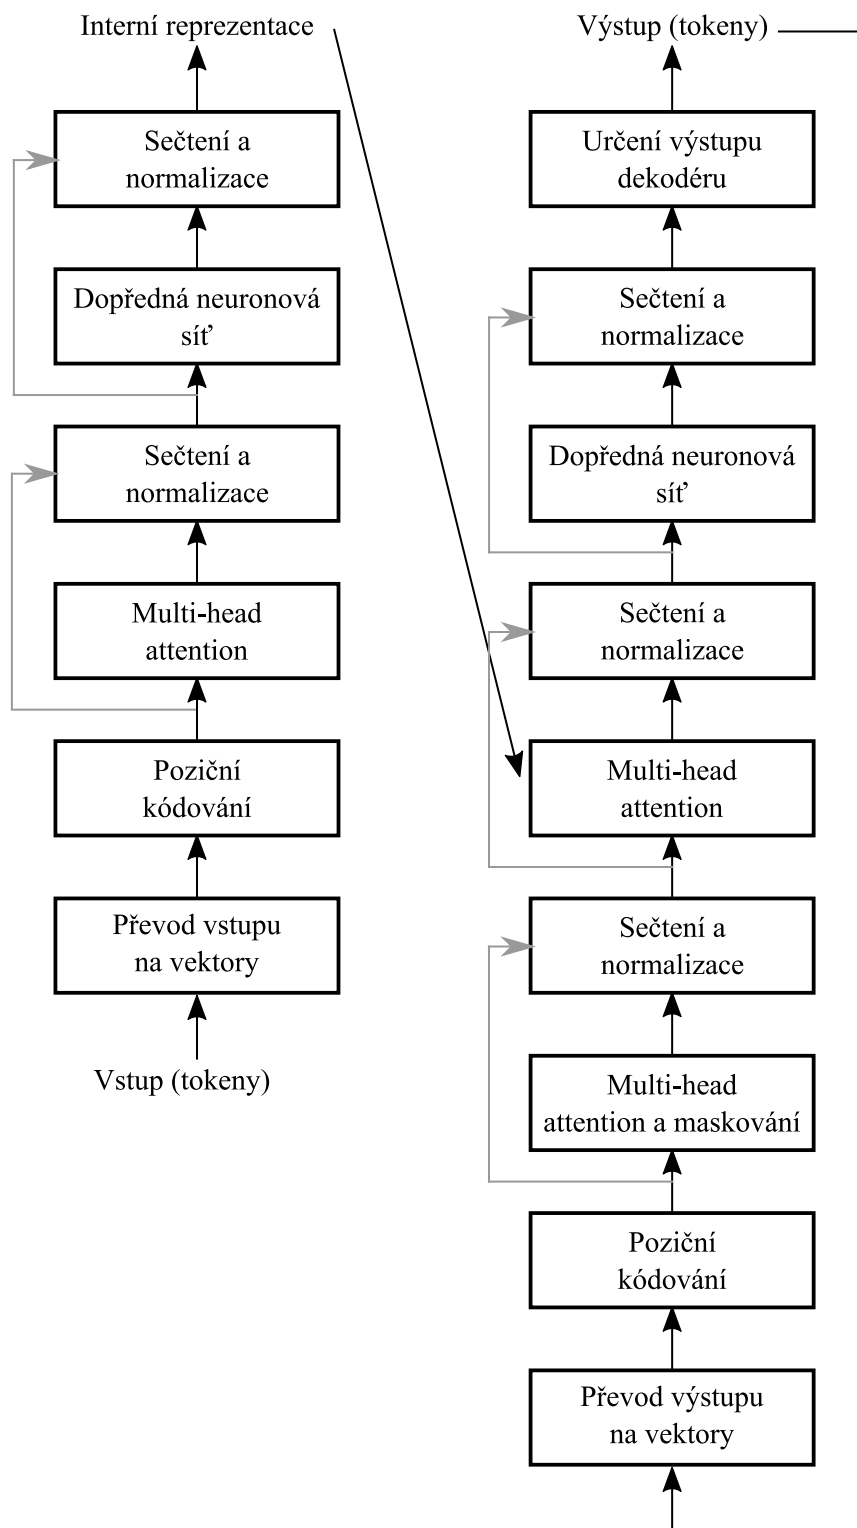 Interní reprezentace
Sečtení a
normalizace
Dopředná neuronová
síť
Sečtení a
normalizace
Multi-head
attention
Poziční
kódování
Převod vstupu
na vektory
Vstup (tokeny)
Výstup (tokeny)
Určení výstupu
dekodéru
Sečtení a
normalizace
Dopředná neuronová
síť
Sečtení a
normalizace
Multi-head
attention
Sečtení a
normalizace
Multi-head
attention a maskování
Poziční
kódování
Převod výstupu
na vektory